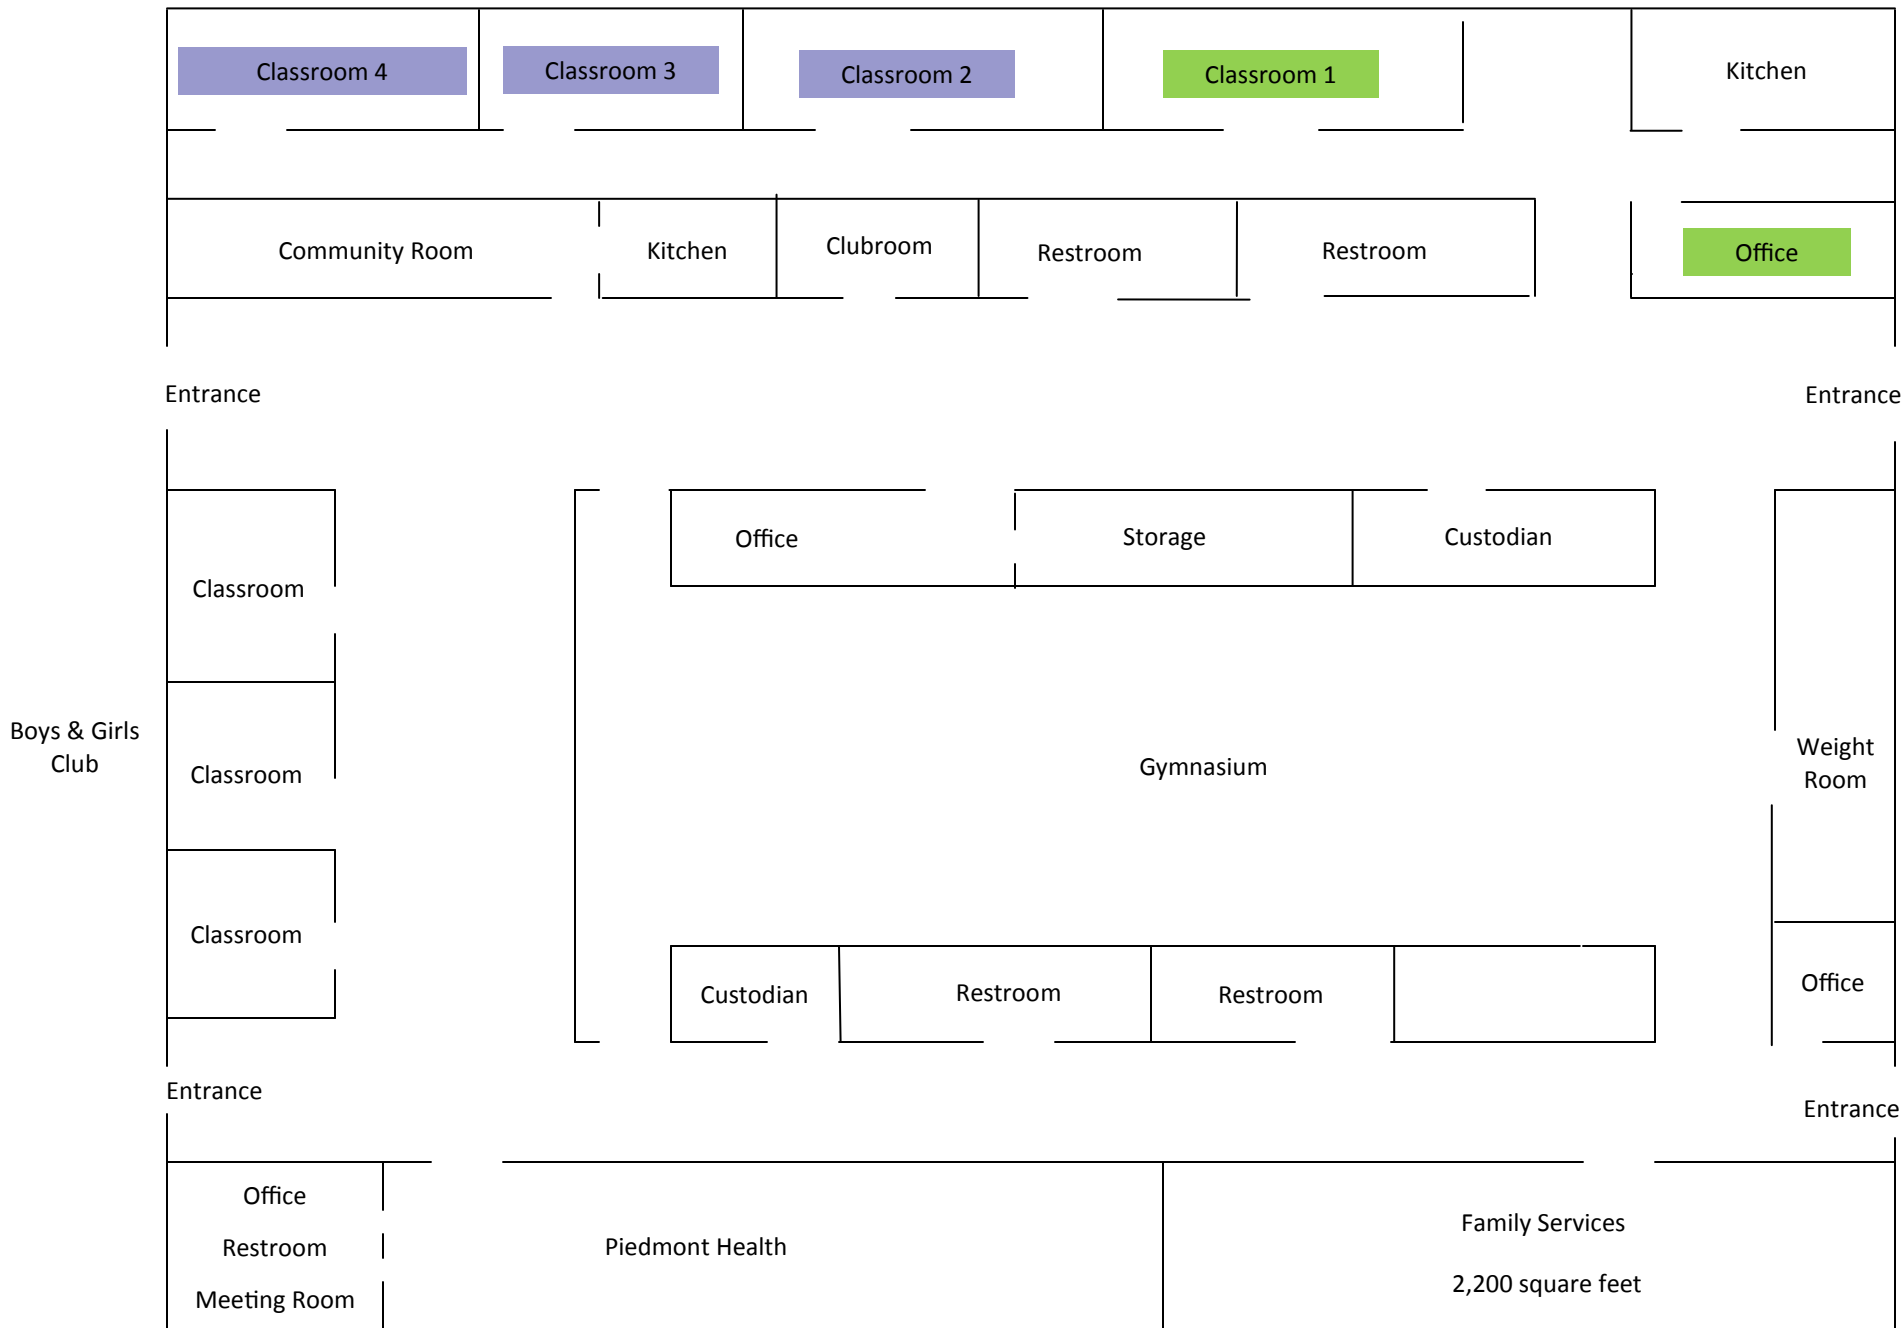 Classroom 4
Classroom 3
Classroom 2
Classroom 1
Kitchen
Community Room
Kitchen
Clubroom
Restroom
Restroom
Office
Entrance
Entrance
Office
Storage
Custodian
Classroom
Boys & Girls
Club
Classroom
Gymnasium
Weight
Room
Classroom
Custodian
Restroom
Restroom
Office
Entrance
Entrance
Office
Restroom
Meeting Room
Piedmont Health
Family Services
2,200 square feet